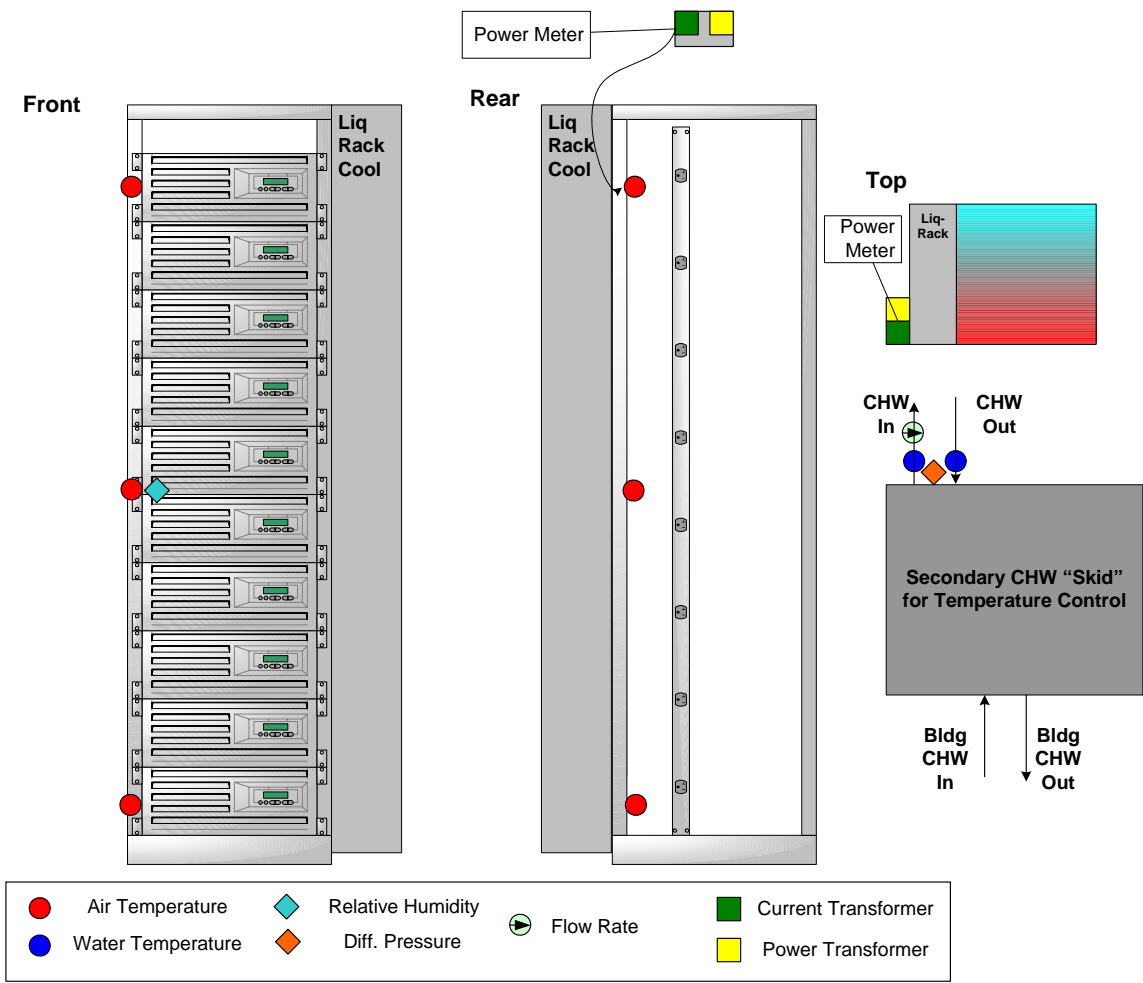 Power Meter
Front
Rear
Liq
Rack
Cool
Liq
Rack
Cool
Top
Power
Meter
Liq-
Rack
CHW
In
CHW
Out
Secondary CHW “Skid”
for Temperature Control
Bldg
CHW
In
Bldg
CHW
Out
Air Temperature
Relative Humidity
Flow Rate
Current Transformer
Water Temperature
Diff. Pressure
Power Transformer